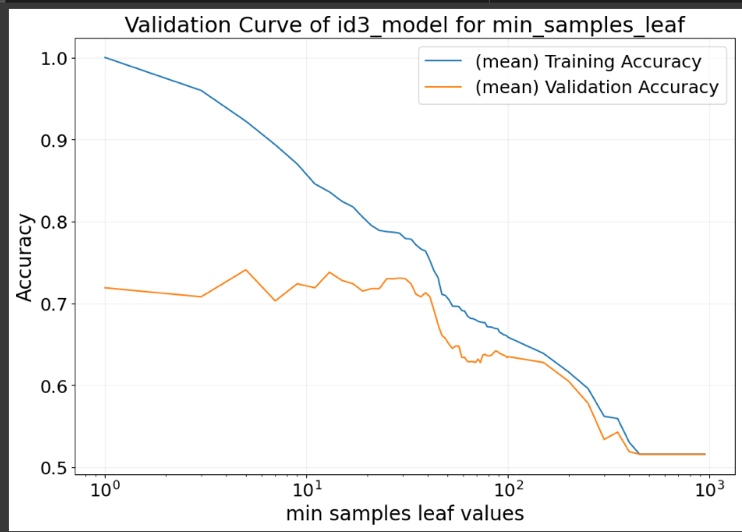 Validation Curve of id3_model for min_samples_leaf
(mean) Training Accuracy
(mean) Validation Accuracy
Accuracy
1.0
0.9
0.8
0.7
0.6
0.5
10⁰ 10¹ 10² 10³
min samples leaf values